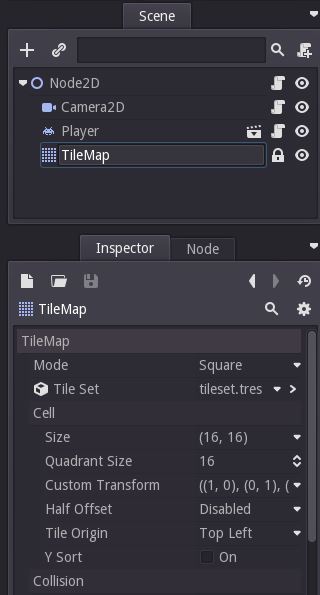 Scene
Node2D
Camera2D
Player
TileMap
Inspector Node
TileMap
TileMap
Mode Square
Tile Set tileset.tres
Cell
Size (16, 16)
Quadrant Size 16
Custom Transform ((1, 0), (0, 1), (
Half Offset Disabled
Tile Origin Top Left
Y Sort On
Collision